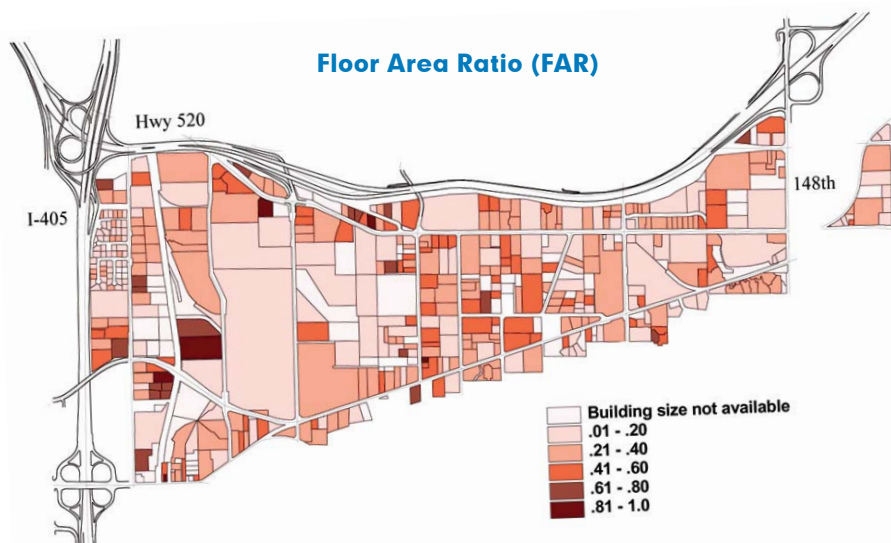 Floor Area Ratio (FAR)
Hwy 520
148th
I-405
Building size not available
.01 - .20
.21 - .40
.41 - .60
.61 - .80
.81 - 1.0